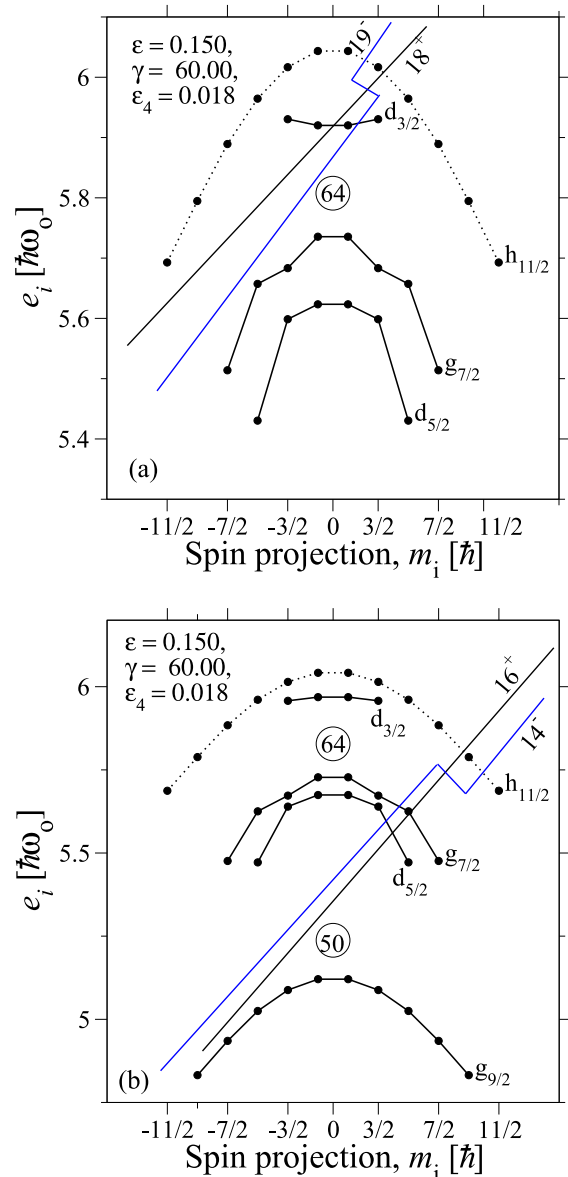 ε = 0.150,
γ = 60.00,
ε₄ = 0.018
19⁻
18⁺
d₃/₂
64
h₁₁/₂
g₇/₂
d₅/₂
(a)
6
5.8
5.6
5.4
eᵢ [ħω₀]
-11/2 -7/2 -3/2 0 3/2 7/2 11/2
Spin projection, mᵢ [ħ]
ε = 0.150,
γ = 60.00,
ε₄ = 0.018
16⁺
14⁻
d₃/₂
64
h₁₁/₂
g₇/₂
d₅/₂
50
g₉/₂
(b)
6
5.5
5
eᵢ [ħω₀]
-11/2 -7/2 -3/2 0 3/2 7/2 11/2
Spin projection, mᵢ [ħ]